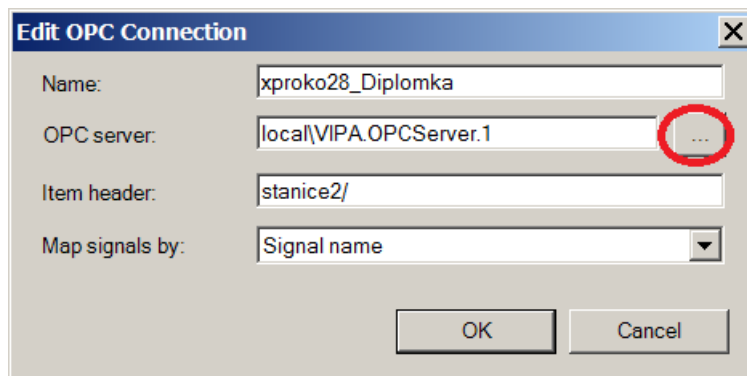 Edit OPC Connection
Name: xproko28_Diplomka
OPC server: local\VIPA.OPCServer.1 ...
Item header: stanice2/
Map signals by: Signal name
OK Cancel